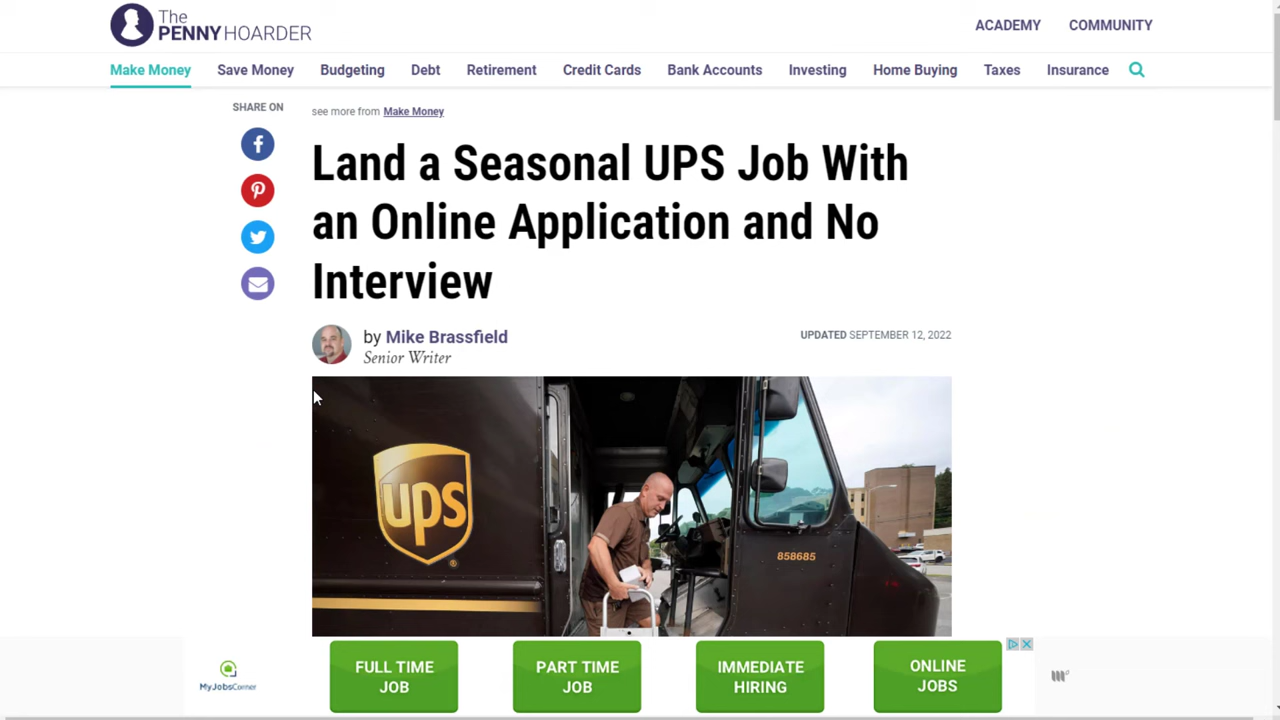 The
PENNY HOARDER
ACADEMY COMMUNITY
Make Money Save Money Budgeting Debt Retirement Credit Cards Bank Accounts Investing Home Buying Taxes Insurance
SHARE ON
see more from Make Money
Land a Seasonal UPS Job With
an Online Application and No
Interview
by Mike Brassfield
Senior Writer
UPDATED SEPTEMBER 12, 2022
ups
858685
MyJobsCorner
FULL TIME
JOB
PART TIME
JOB
IMMEDIATE
HIRING
ONLINE
JOBS